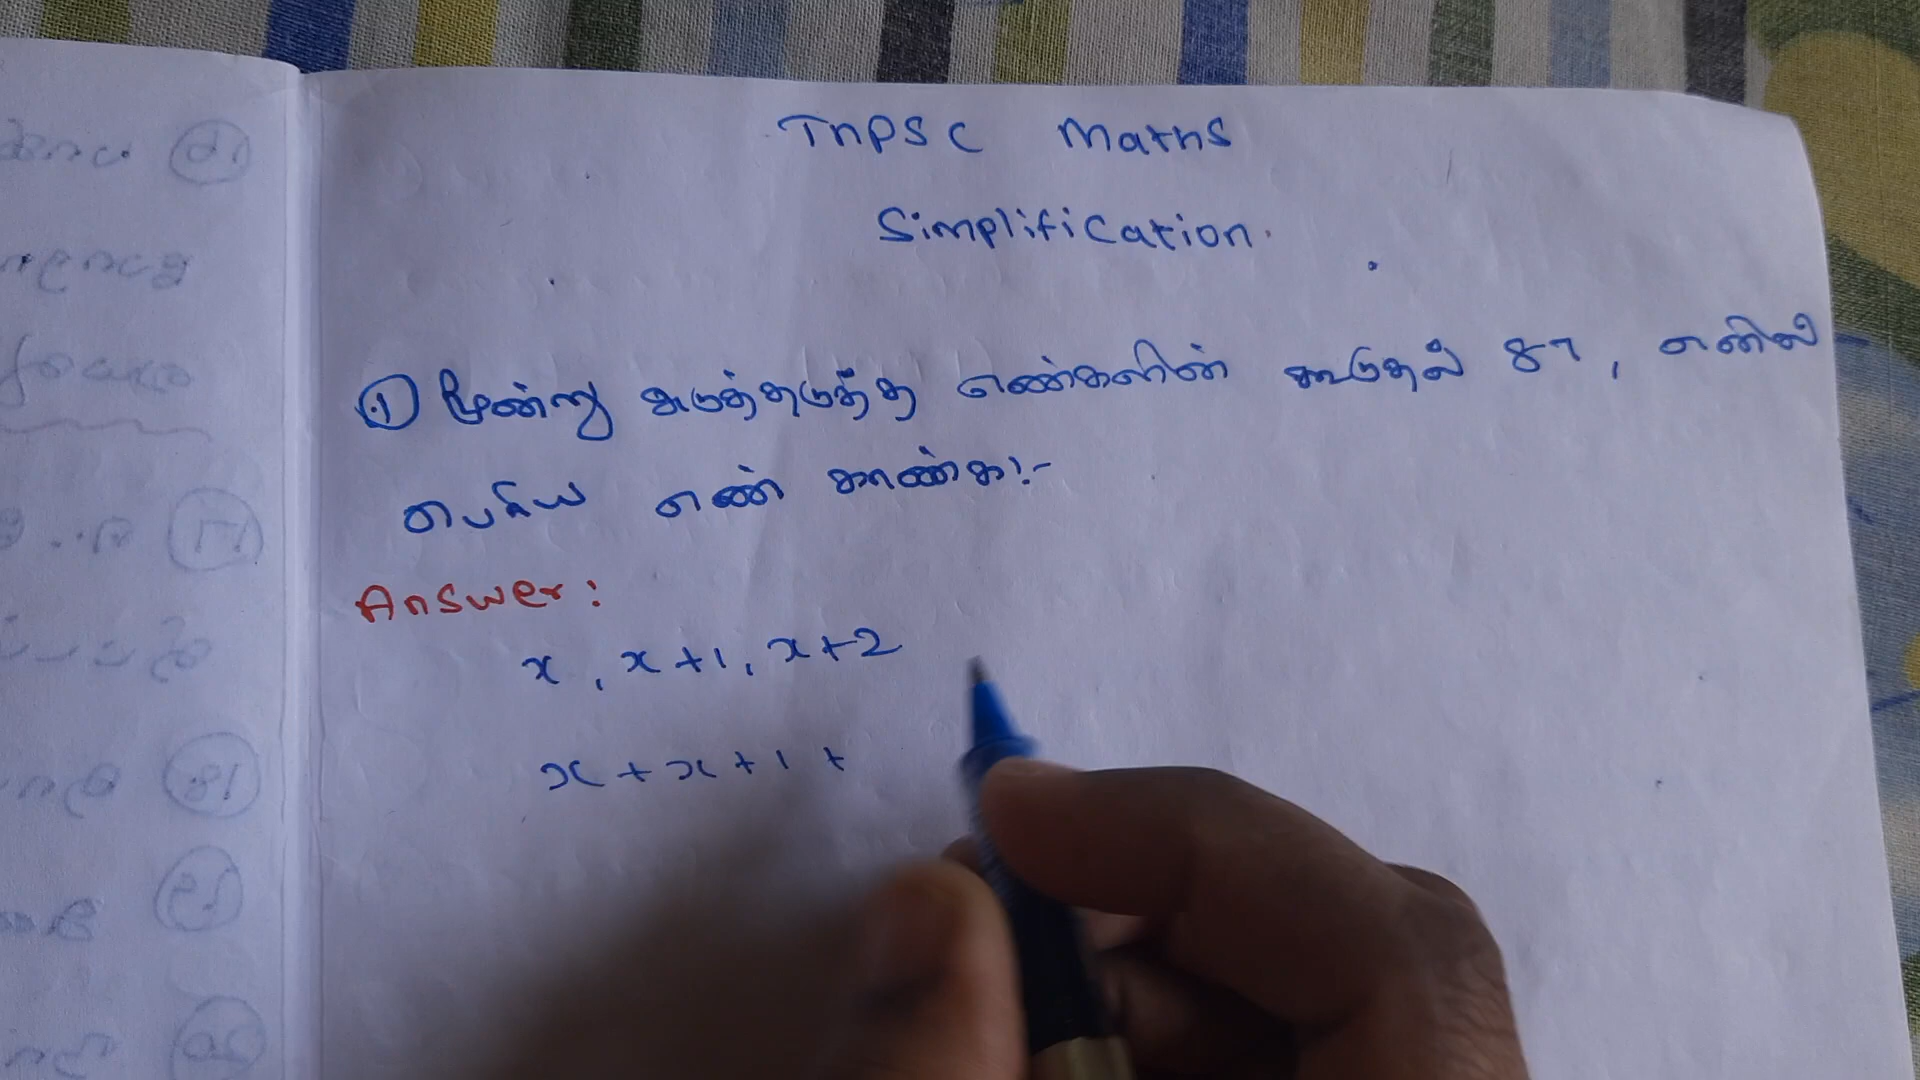 TNPSC Maths
Simplification.
① மூன்று அடுத்தடுத்த எண்களின் கூடுதல் 87, எனில்
பெரிய எண் காண்க:-
Answer:
x, x+1, x+2
x + x + 1 +